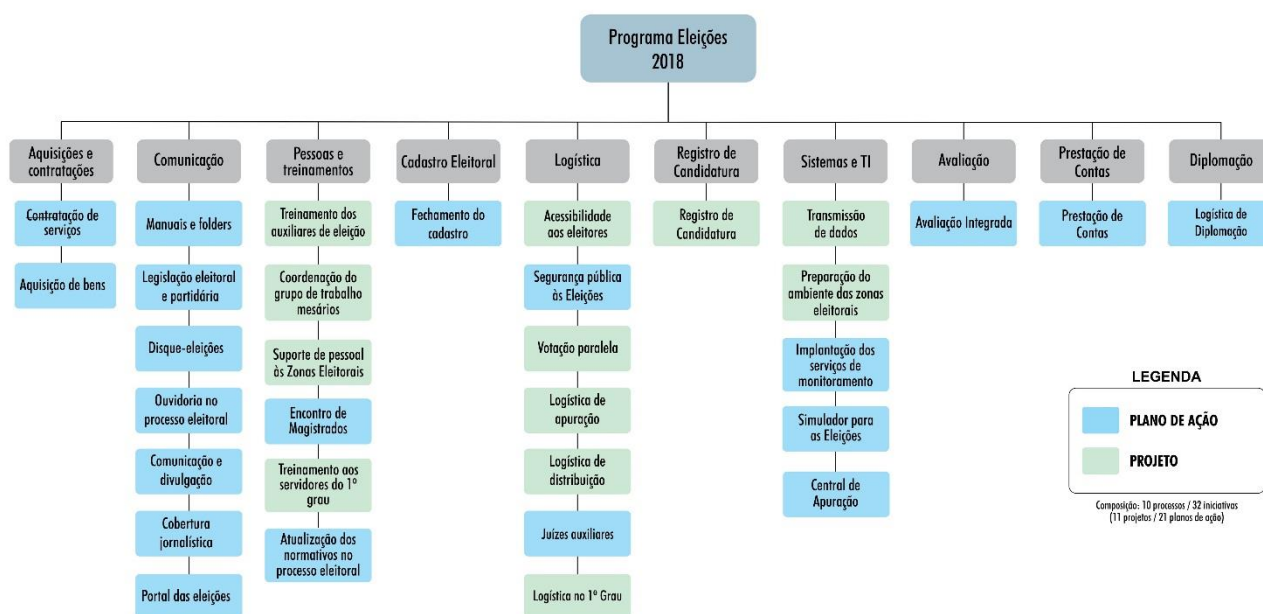 Programa Eleições
2018
Aquisições e
contratações
Contratação de
serviços
Aquisição de bens
Comunicação
Manuais e folders
Legislação eleitoral
e partidária
Disque-eleições
Ouvidoria no
processo eleitoral
Comunicação e
divulgação
Cobertura
jornalística
Portal das eleições
Pessoas e
treinamentos
Treinamento dos
auxiliares de eleição
Coordenação do
grupo de trabalho
mesários
Suporte de pessoal
às Zonas Eleitorais
Encontro de
Magistrados
Treinamento aos
servidores do 1º
grau
Atualização dos
normativos no
processo eleitoral
Cadastro Eleitoral
Fechamento do
cadastro
Logística
Acessibilidade
aos eleitores
Segurança pública
às Eleições
Votação paralela
Logística de
apuração
Logística de
distribuição
Juízes auxiliares
Logística no 1º Grau
Registro de
Candidatura
Registro de
Candidatura
Sistemas e TI
Transmissão
de dados
Preparação do
ambiente das zonas
eleitorais
Implantação dos
serviços de
monitoramento
Simulador para
as Eleições
Central de
Apuração
Avaliação
Avaliação Integrada
Prestação de
Contas
Prestação de
Contas
Diplomação
Logística de
Diplomação
LEGENDA
PLANO DE AÇÃO
PROJETO
Composição: 10 processos / 32 iniciativas
(11 projetos / 21 planos de ação)